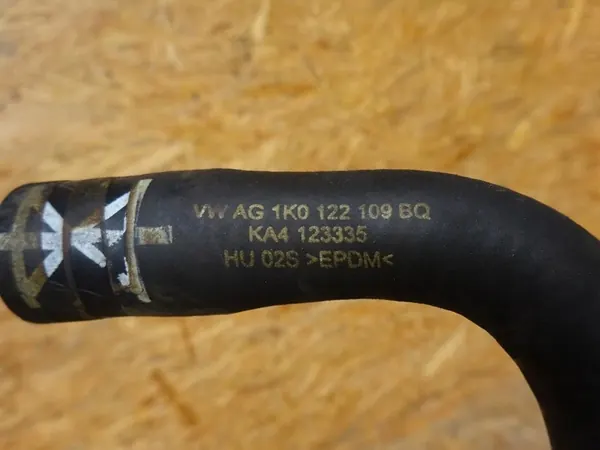 VW AG 1K0 122 109 BQ
KA4 123335
HU 02S >EPDM<